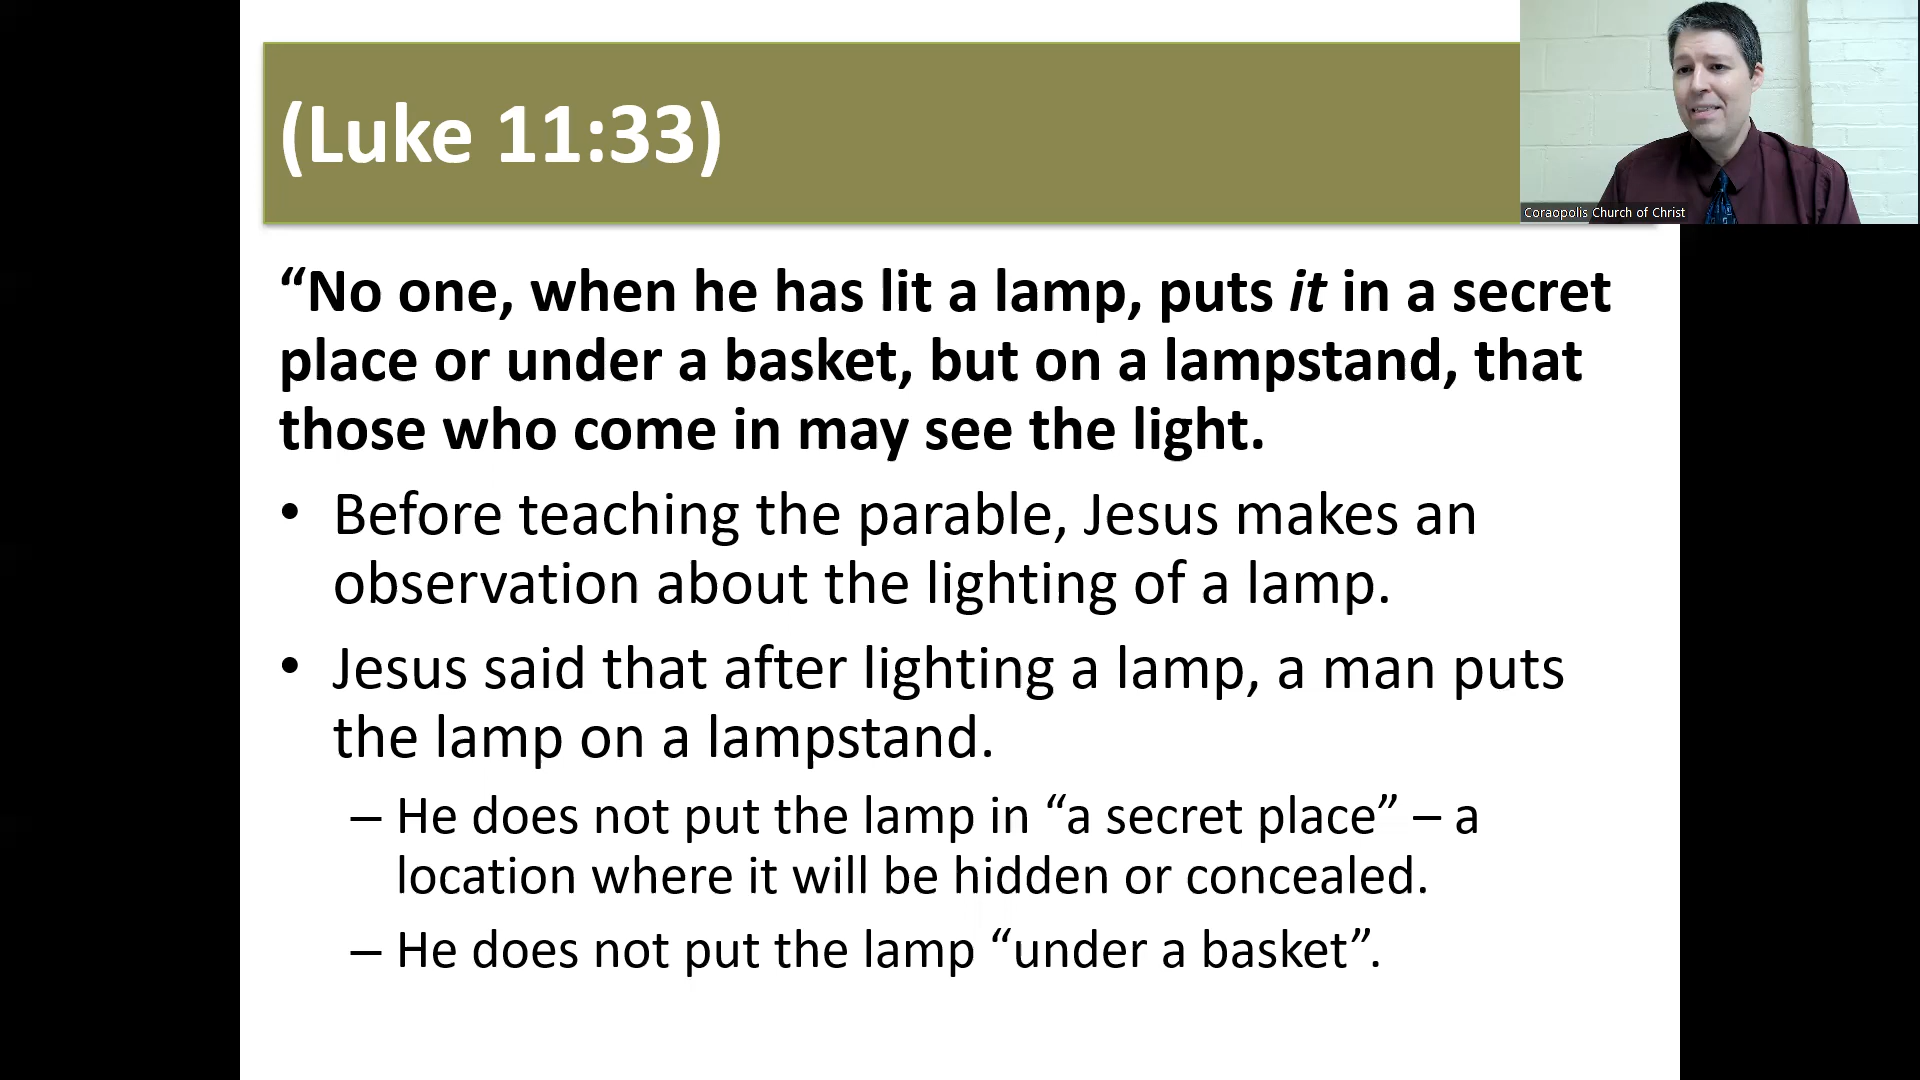 (Luke 11:33)
Coraopolis Church of Christ
“No one, when he has lit a lamp, puts it in a secret
place or under a basket, but on a lampstand, that
those who come in may see the light.
• Before teaching the parable, Jesus makes an
observation about the lighting of a lamp.
• Jesus said that after lighting a lamp, a man puts
the lamp on a lampstand.
– He does not put the lamp in “a secret place” – a
location where it will be hidden or concealed.
– He does not put the lamp “under a basket”.